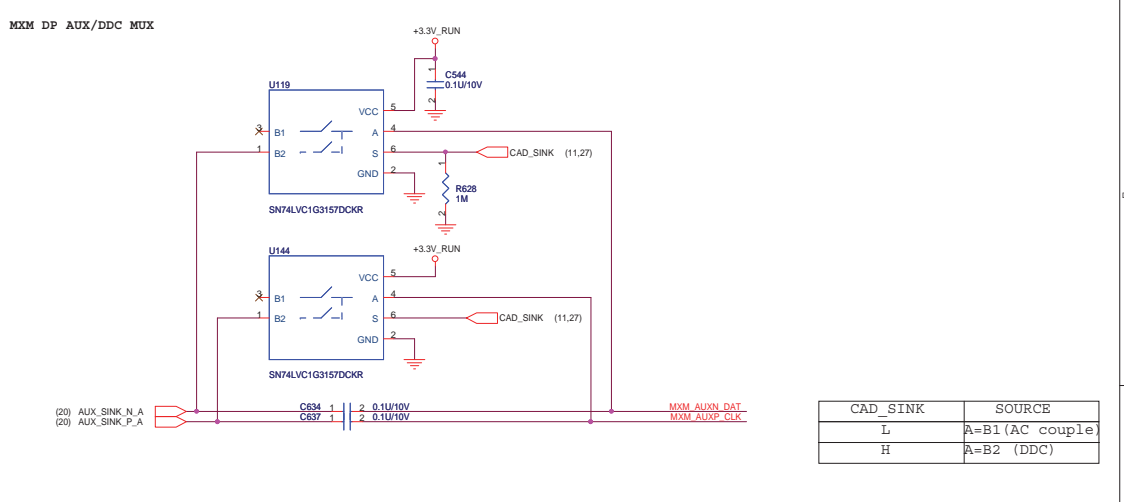 MXM DP AUX/DDC MUX
+3.3V_RUN
1
C544
0.1U/10V
2
U119
VCC 5
3 B1 A 4
1 B2 S 6
CAD_SINK (11,27)
GND 2
1
R628
1M
2
SN74LVC1G3157DCKR
U144
+3.3V_RUN
VCC 5
3 B1 A 4
1 B2 S 6
CAD_SINK (11,27)
GND 2
SN74LVC1G3157DCKR
(20) AUX_SINK_N_A C634 1 2 0.1U/10V MXM_AUXN_DAT
(20) AUX_SINK_P_A C637 1 2 0.1U/10V MXM_AUXP_CLK
CAD_SINK SOURCE
L A=B1(AC couple)
H A=B2 (DDC)